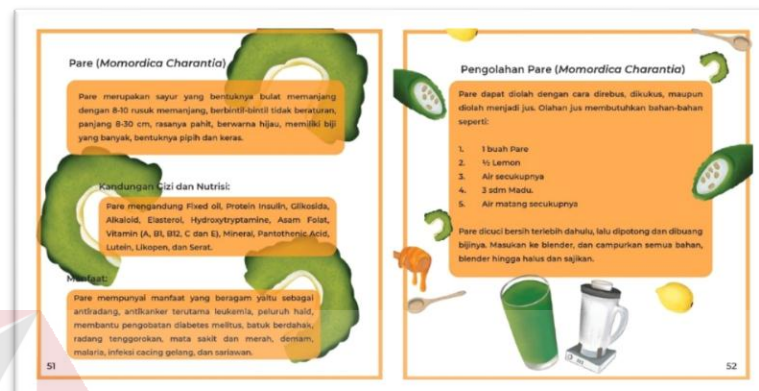 Pare (Momordica Charantia)
Pare merupakan sayur yang bentuknya bulat memanjang
dengan 8-10 rusuk memanjang, berbintil-bintil tidak beraturan,
panjang 8-30 cm, rasanya pahit, berwarna hijau, memiliki biji
yang banyak, bentuknya pipih dan keras.
Kandungan Gizi dan Nutrisi:
Pare mengandung Fixed oil, Protein Insulin, Glikosida,
Alkaloid, Elasterol, Hydroxytryptamine, Asam Folat,
Vitamin (A, B1, B12, C dan E), Mineral, Pantothenic Acid,
Lutein, Likopen, dan Serat.
Manfaat:
Pare mempunyai manfaat yang beragam yaitu sebagai
antiradang, antikanker terutama leukemia, peluruh haid,
membantu pengobatan diabetes melitus, batuk berdahak,
radang tenggorokan, mata sakit dan merah, demam,
malaria, infeksi cacing gelang, dan sariawan.
51
Pengolahan Pare (Momordica Charantia)
Pare dapat diolah dengan cara direbus, dikukus, maupun
diolah menjadi jus. Olahan jus membutuhkan bahan-bahan
seperti:
1. 1 buah Pare
2. ½ Lemon
3. Air secukupnya
4. 3 sdm Madu.
5. Air matang secukupnya
Pare dicuci bersih terlebih dahulu, lalu dipotong dan dibuang
bijinya. Masukan ke blender, dan campurkan semua bahan,
blender hingga halus dan sajikan.
52